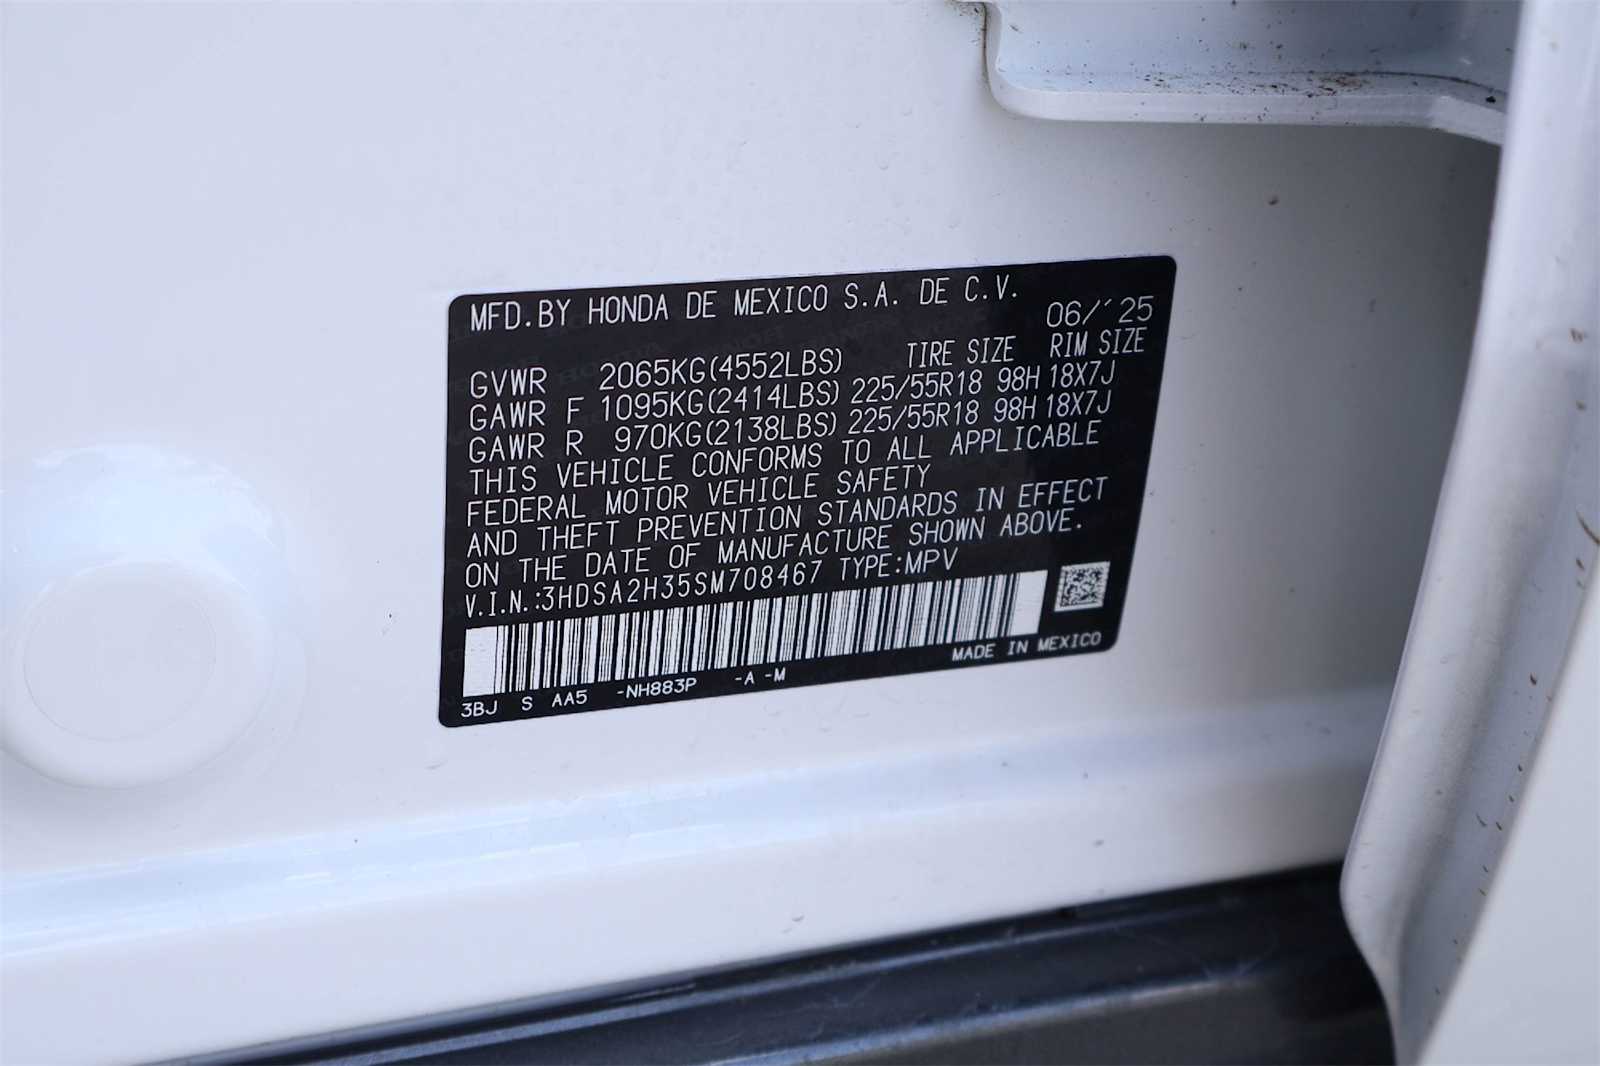 MFD.BY HONDA DE MEXICO S.A. DE C.V.
06/'25
TIRE SIZE RIM SIZE
GVWR 2065KG(4552LBS)
GAWR F 1095KG(2414LBS) 225/55R18 98H 18X7J
GAWR R 970KG(2138LBS) 225/55R18 98H 18X7J
THIS VEHICLE CONFORMS TO ALL APPLICABLE
FEDERAL MOTOR VEHICLE SAFETY
AND THEFT PREVENTION STANDARDS IN EFFECT
ON THE DATE OF MANUFACTURE SHOWN ABOVE.
V.I.N.:3HDSA2H35SM708467 TYPE:MPV
MADE IN MEXICO
3BJ S AA5 -NH883P -A -M